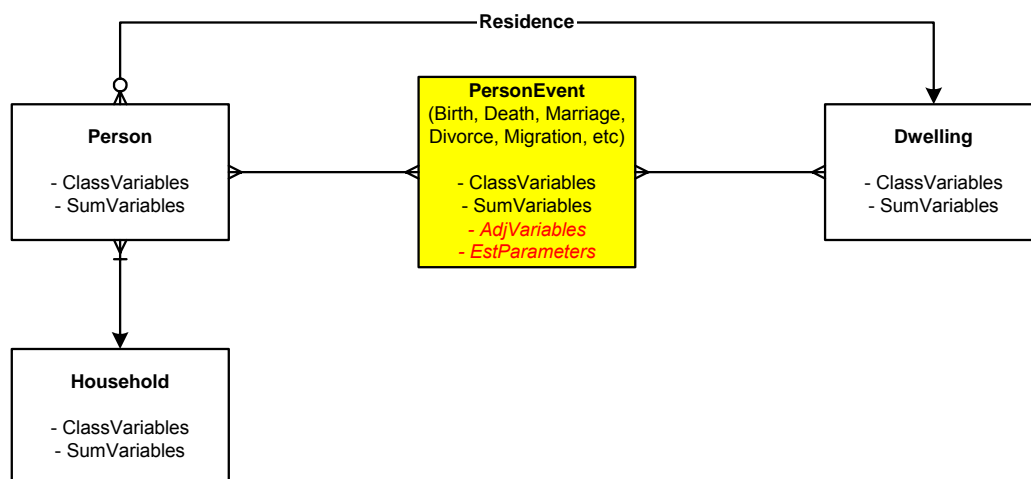 Residence
PersonEvent
(Birth, Death, Marriage,
Divorce, Migration, etc)
- ClassVariables
- SumVariables
- AdjVariables
- EstParameters
Person
- ClassVariables
- SumVariables
Dwelling
- ClassVariables
- SumVariables
Household
- ClassVariables
- SumVariables